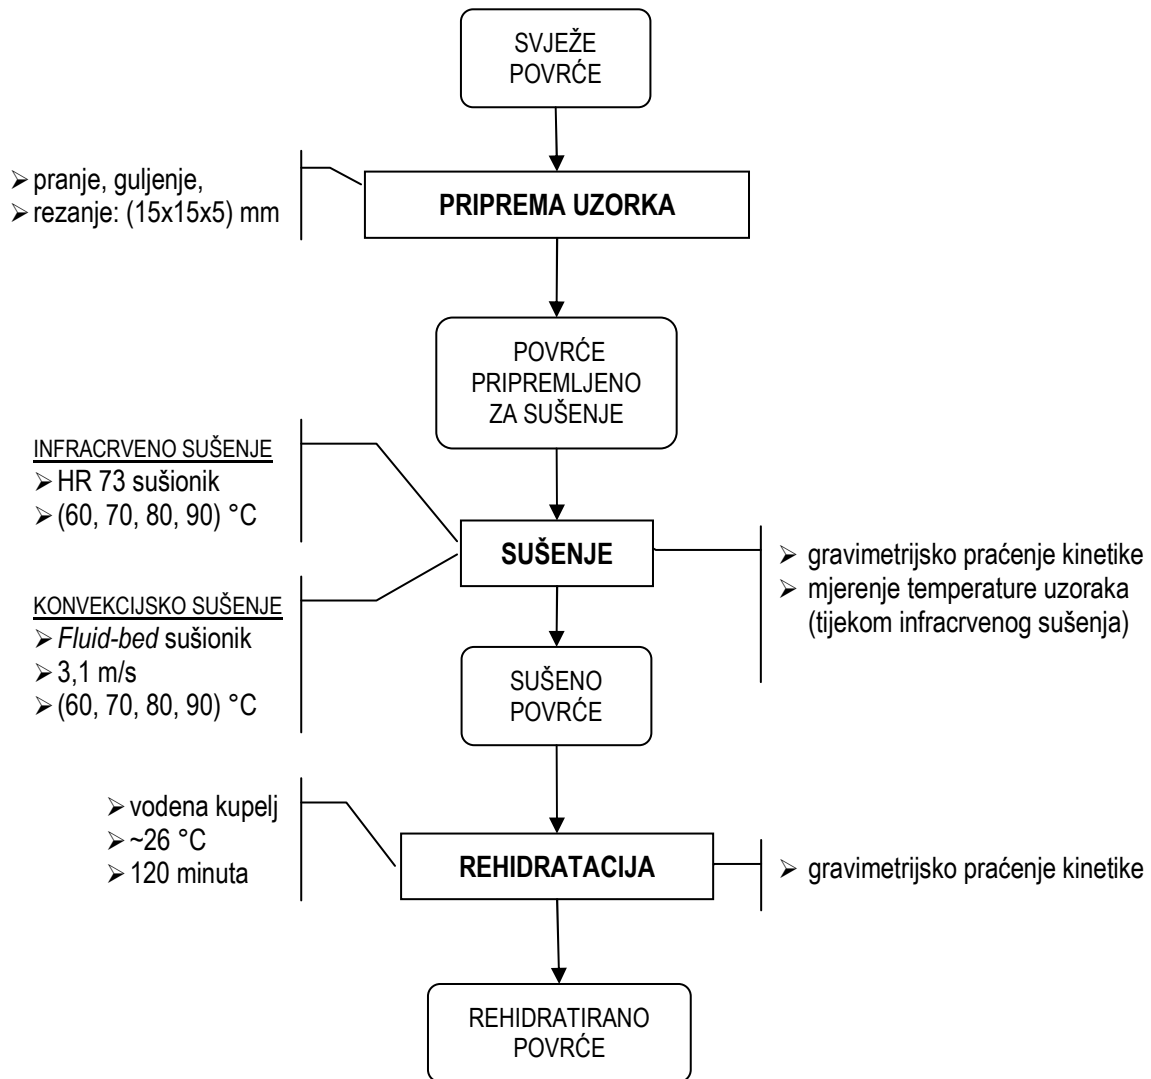 SVJEŽE
POVRĆE
➢ pranje, guljenje,
➢ rezanje: (15x15x5) mm
PRIPREMA UZORKA
POVRĆE
PRIPREMLJENO
ZA SUŠENJE
INFRACRVENO SUŠENJE
➢ HR 73 sušionik
➢ (60, 70, 80, 90) °C
KONVEKCIJSKO SUŠENJE
➢ Fluid-bed sušionik
➢ 3,1 m/s
➢ (60, 70, 80, 90) °C
SUŠENJE
➢ gravimetrijsko praćenje kinetike
➢ mjerenje temperature uzoraka
(tijekom infracrvenog sušenja)
SUŠENO
POVRĆE
➢ vodena kupelj
➢ ~26 °C
➢ 120 minuta
REHIDRATACIJA
➢ gravimetrijsko praćenje kinetike
REHIDRATIRANO
POVRĆE